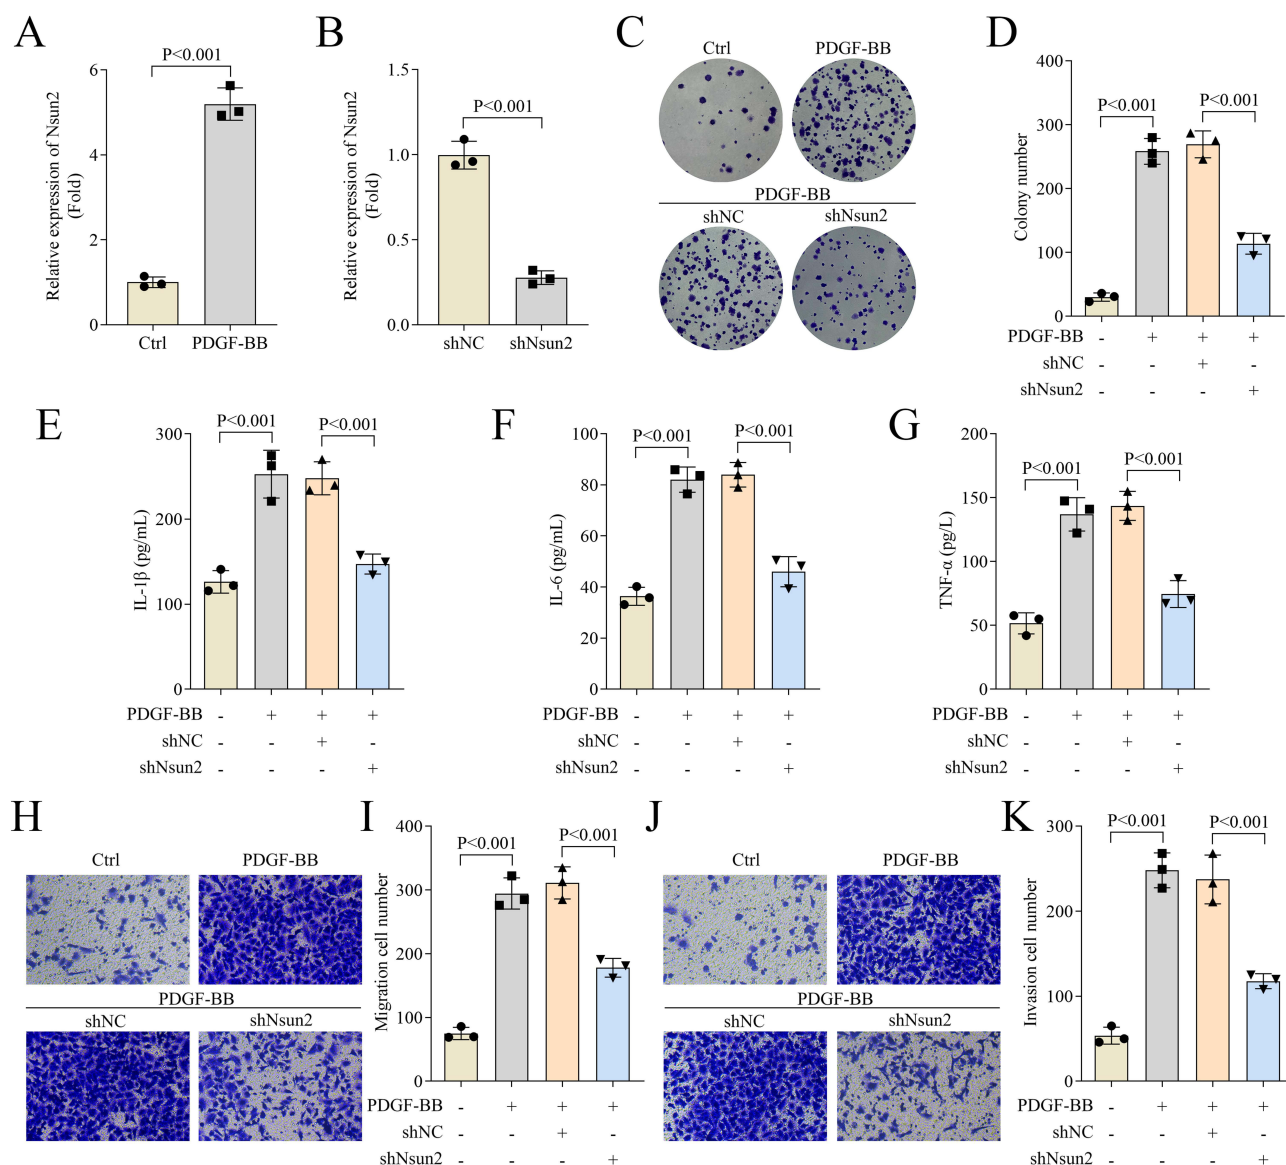 A
P<0.001
Relative expression of Nsun2
(Fold)
6
4
2
0
Ctrl PDGF-BB
B
P<0.001
Relative expression of Nsun2
(Fold)
1.5
1.0
0.5
0.0
shNC shNsun2
C
Ctrl PDGF-BB
PDGF-BB
shNC shNsun2
D
P<0.001 P<0.001
Colony number
400
300
200
100
0
PDGF-BB - + + +
shNC - - + -
shNsun2 - - - +
E
P<0.001 P<0.001
IL-1β (pg/mL)
300
200
100
0
PDGF-BB - + + +
shNC - - + -
shNsun2 - - - +
F
P<0.001 P<0.001
IL-6 (pg/mL)
100
80
60
40
20
0
PDGF-BB - + + +
shNC - - + -
shNsun2 - - - +
G
P<0.001 P<0.001
TNF-α (pg/L)
200
150
100
50
0
PDGF-BB - + + +
shNC - - + -
shNsun2 - - - +
H
Ctrl PDGF-BB
PDGF-BB
shNC shNsun2
I
P<0.001 P<0.001
Migration cell number
400
300
200
100
0
PDGF-BB - + + +
shNC - - + -
shNsun2 - - - +
J
Ctrl PDGF-BB
PDGF-BB
shNC shNsun2
K
P<0.001 P<0.001
Invasion cell number
300
200
100
0
PDGF-BB - + + +
shNC - - + -
shNsun2 - - - +